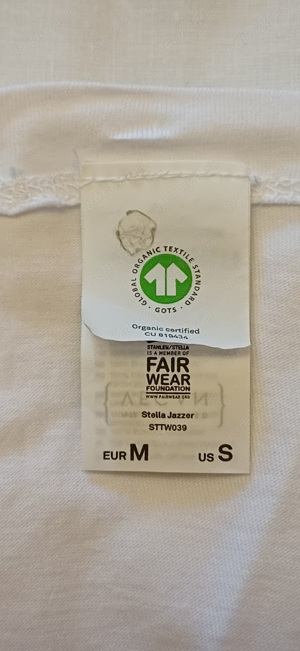 GLOBAL ORGANIC TEXTILE STANDARD
· GOTS ·
Organic certified
CU 819434
STANLEY/STELLA
IS A MEMBER OF
FAIR
WEAR
FOUNDATION
WWW.FAIRWEAR.ORG
VEGAN
Stella Jazzer
STTW039
EUR M US S